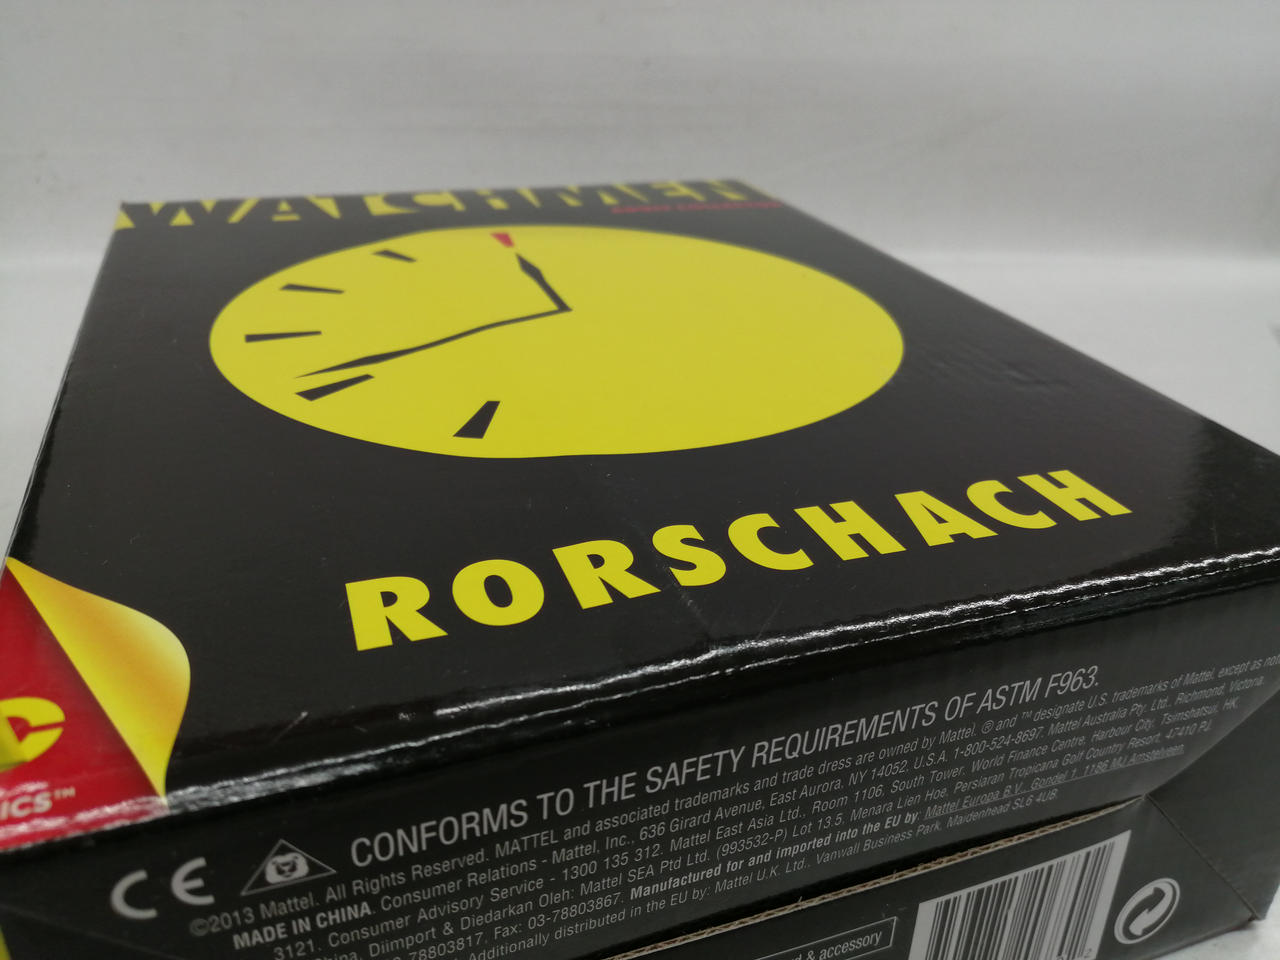 WATCHMEN
RORSCHACH
C
ICS™
CE
CONFORMS TO THE SAFETY REQUIREMENTS OF ASTM F963.
©2013 Mattel. All Rights Reserved. MATTEL and associated trademarks and trade dress are owned by Mattel. ® and ™ designate U.S. trademarks of Mattel, except as
MADE IN CHINA. Consumer Relations - Mattel, Inc., 636 Girard Avenue, East Aurora, NY 14052, U.S.A. 1-800-524-8697. Mattel Australia Pty. Ltd., Richmond, Victoria.
3121. Consumer Advisory Service - 1300 135 312. Mattel East Asia Ltd., Room 1106, South Tower, World Finance Centre, Harbour City, Tsimshatsui, HK,
China, Diimport & Diedarkan Oleh: Mattel SEA Ptd Ltd. (993532-P) Lot 13.5, Menara Lien Hoe, Persiaran Tropicana Golf Country Resort, 47410 PJ.
78803817. Fax: 03-78803867. Manufactured for and imported into the EU by: Mattel Europa B.V., Gondel 1, 1186 MJ Amstelveen.
Additionally distributed in the EU by: Mattel U.K. Ltd., Vanwall Business Park, Maidenhead SL6 4UB.
& accessory